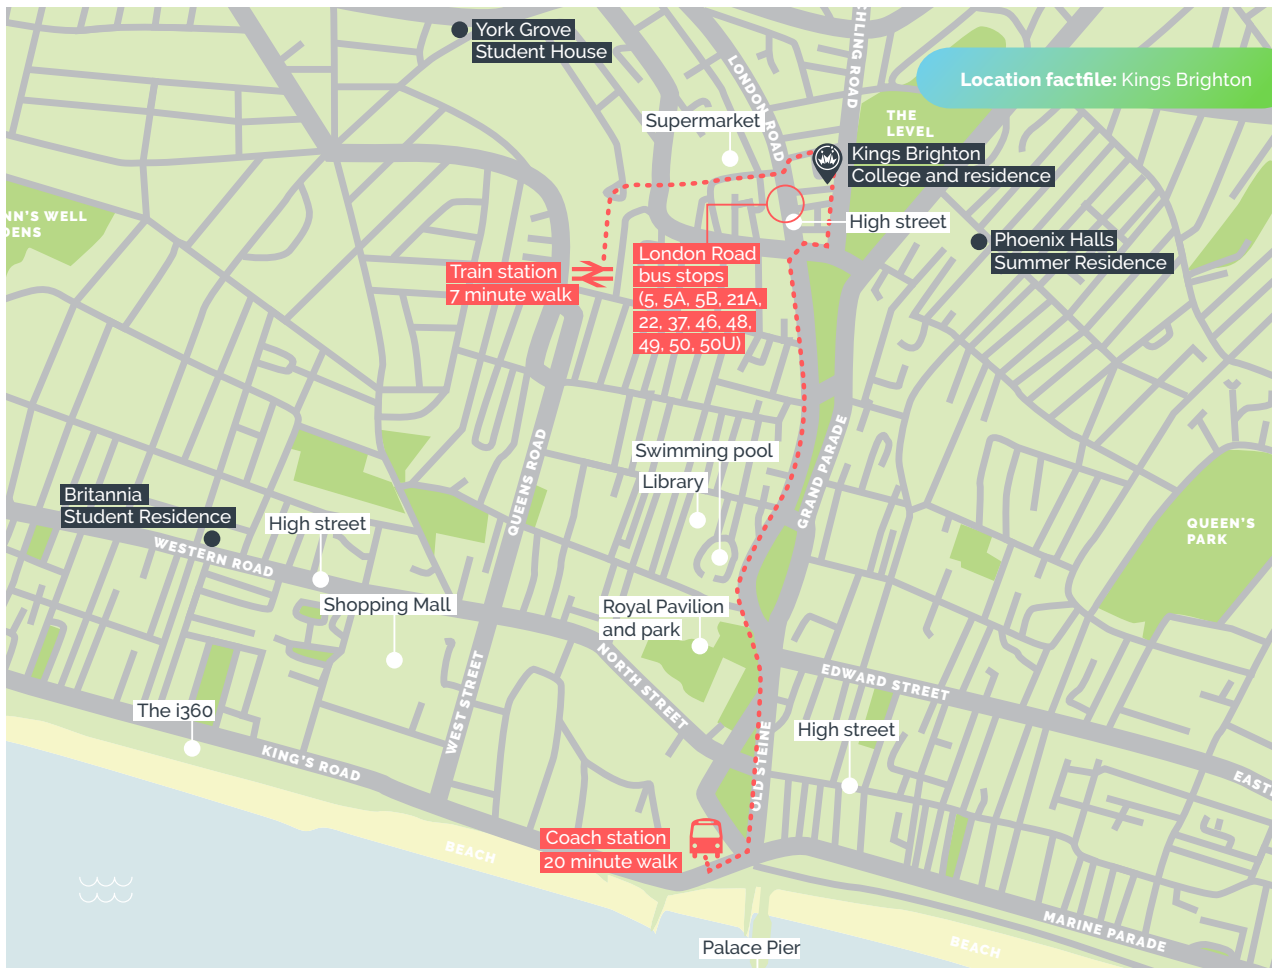 York Grove
Student House
LONDON ROAD
CHLING ROAD
Location factfile: Kings Brighton
THE
LEVEL
Supermarket
Kings Brighton
College and residence
NN'S WELL
DENS
High street
Phoenix Halls
Summer Residence
London Road
bus stops
(5, 5A, 5B, 21A,
22, 37, 46, 48,
49, 50, 50U)
Train station
7 minute walk
Swimming pool
Library
QUEENS ROAD
GRAND PARADE
Britannia
Student Residence
High street
WESTERN ROAD
QUEEN'S
PARK
Shopping Mall
Royal Pavilion
and park
NORTH STREET
WEST STREET
EDWARD STREET
The i360
KING'S ROAD
OLD STEINE
High street
EAST
Coach station
20 minute walk
BEACH
MARINE PARADE
BEACH
Palace Pier